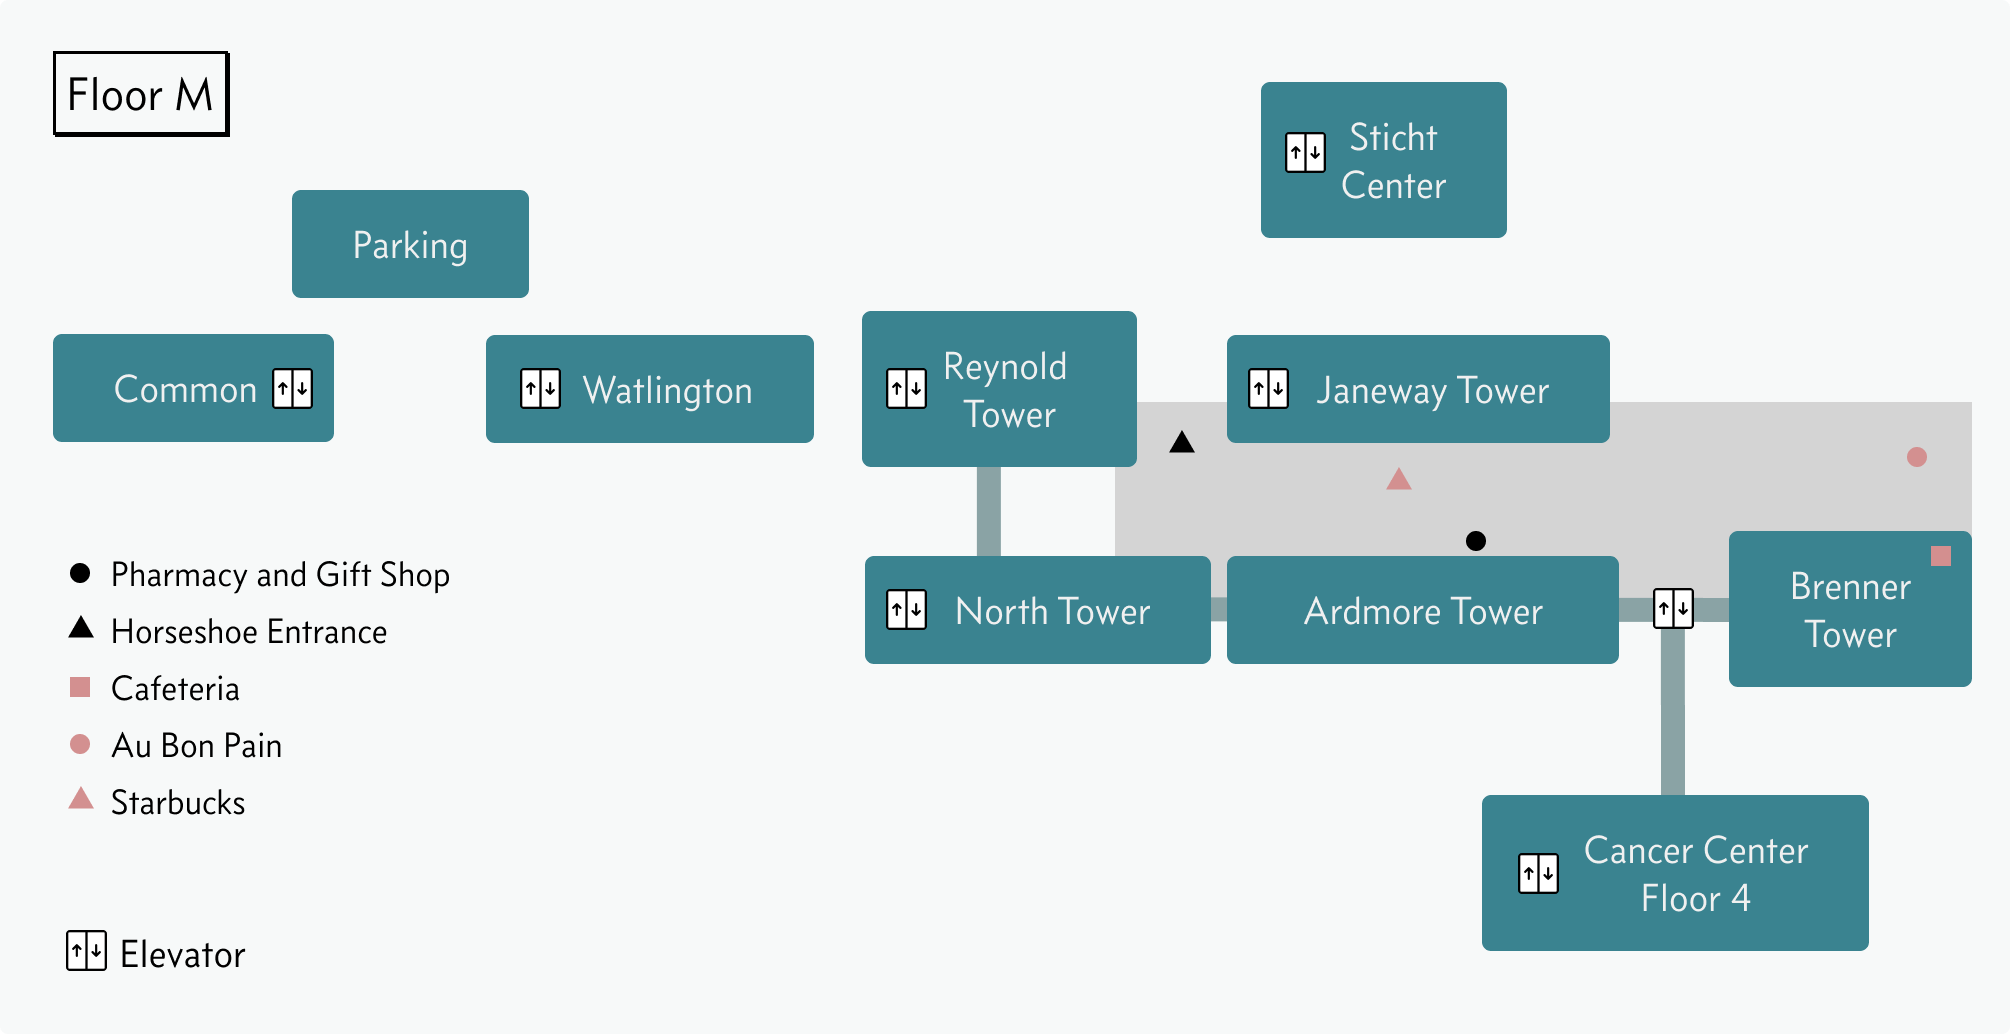 Floor M
Sticht
Center
Parking
Common
Watlington
Reynold
Tower
Janeway Tower
North Tower
Ardmore Tower
Brenner
Tower
Cancer Center
Floor 4
Pharmacy and Gift Shop
Horseshoe Entrance
Cafeteria
Au Bon Pain
Starbucks
Elevator